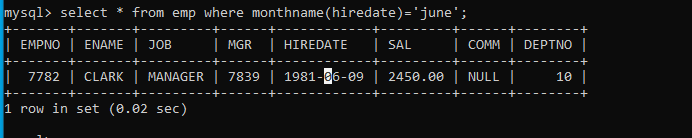 mysql> select * from emp where monthname(hiredate)='june';
+-------+-------+---------+------+------------+---------+------+--------+
| EMPNO | ENAME | JOB     | MGR  | HIREDATE   | SAL     | COMM | DEPTNO |
+-------+-------+---------+------+------------+---------+------+--------+
|  7782 | CLARK | MANAGER | 7839 | 1981-06-09 | 2450.00 | NULL |     10 |
+-------+-------+---------+------+------------+---------+------+--------+
1 row in set (0.02 sec)